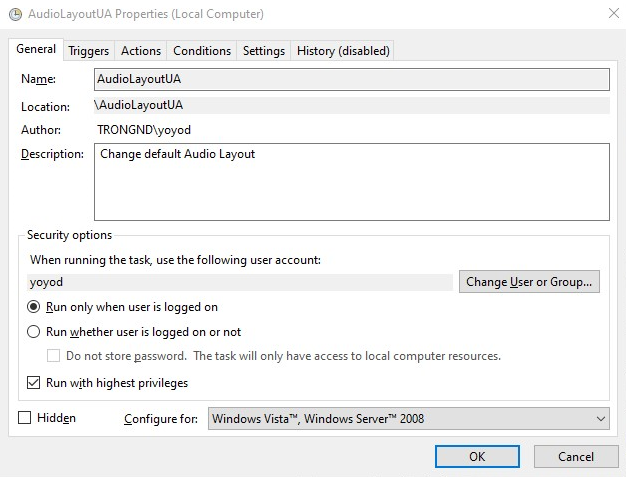 AudioLayoutUA Properties (Local Computer)
General Triggers Actions Conditions Settings History (disabled)
Name: AudioLayoutUA
Location: \AudioLayoutUA
Author: TRONGND\yoyod
Description: Change default Audio Layout
Security options
When running the task, use the following user account:
yoyod Change User or Group...
Run only when user is logged on
Run whether user is logged on or not
Do not store password. The task will only have access to local computer resources.
Run with highest privileges
Hidden Configure for: Windows Vista™, Windows Server™ 2008
OK Cancel